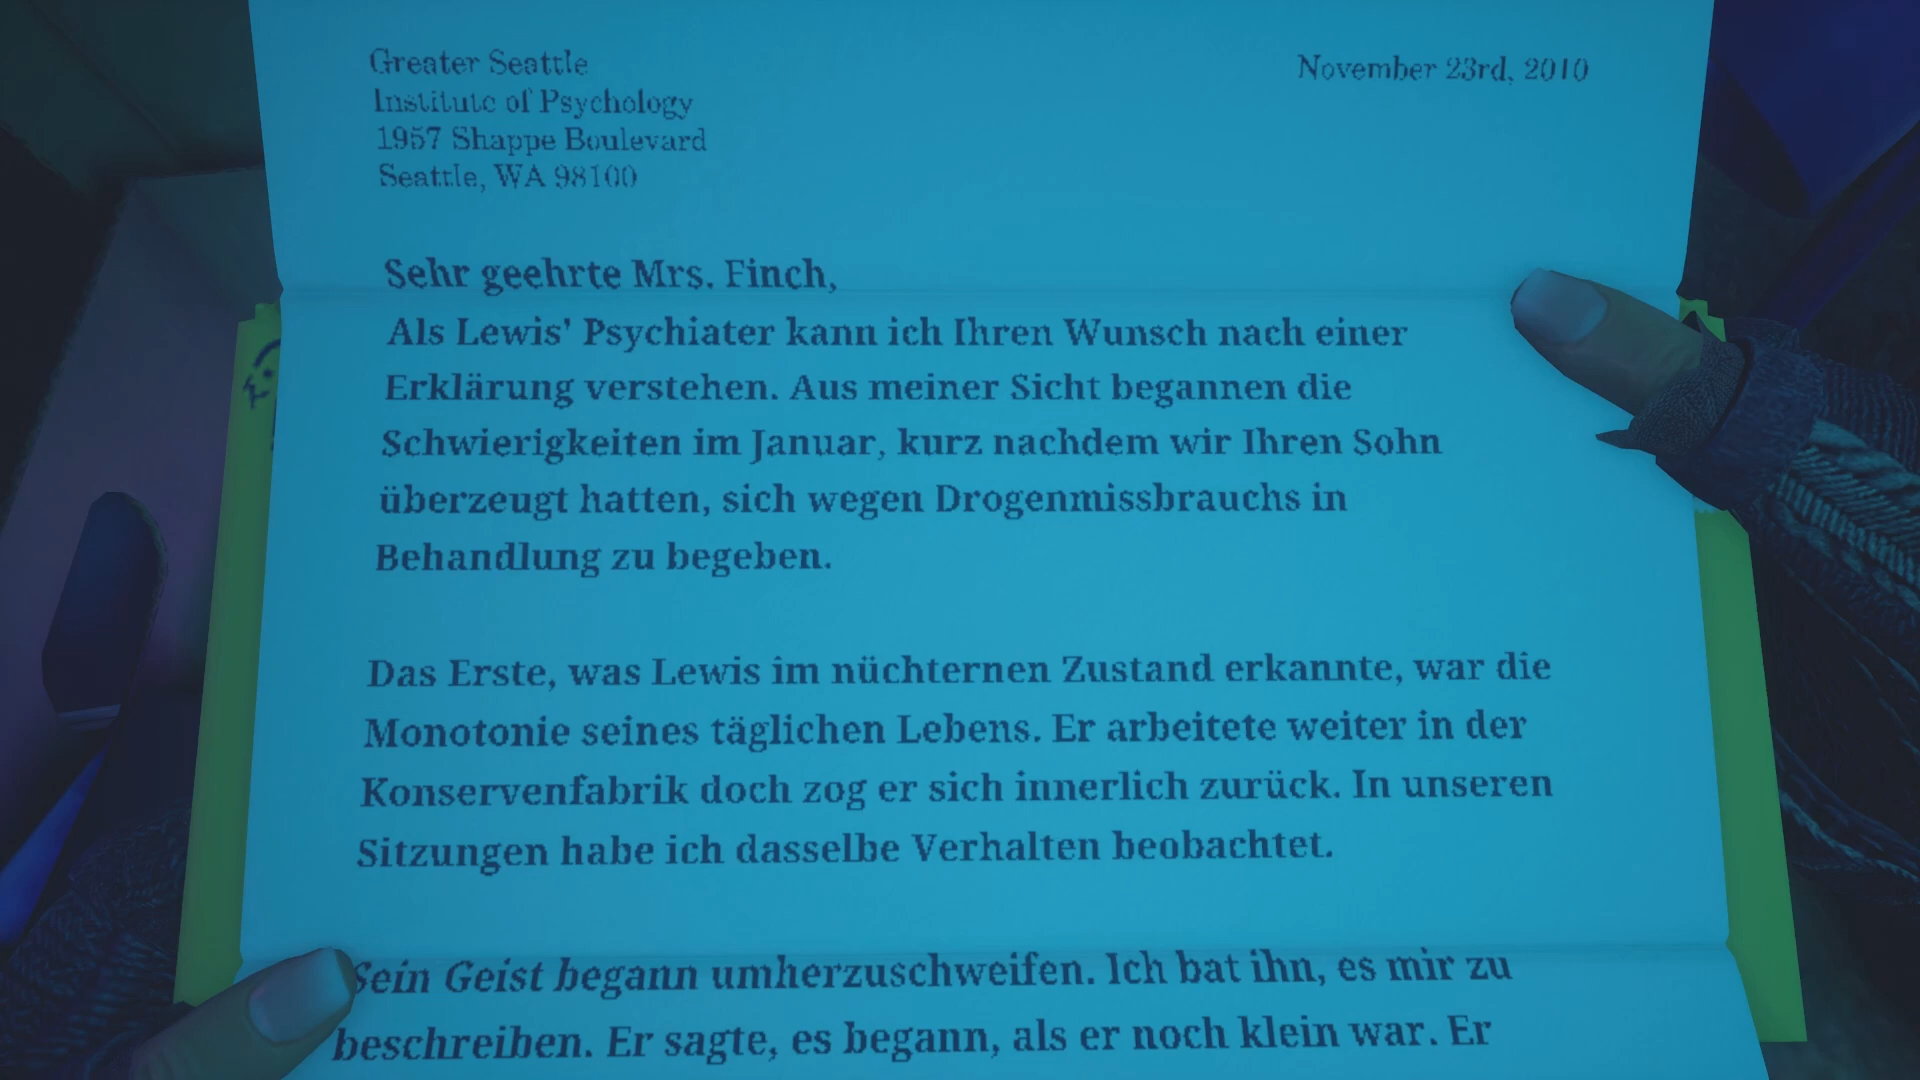 Greater Seattle
November 23rd, 2010
Institute of Psychology
1957 Shappe Boulevard
Seattle, WA 98100
Sehr geehrte Mrs. Finch,
Als Lewis' Psychiater kann ich Ihren Wunsch nach einer
Erklärung verstehen. Aus meiner Sicht begannen die
Schwierigkeiten im Januar, kurz nachdem wir Ihren Sohn
überzeugt hatten, sich wegen Drogenmissbrauchs in
Behandlung zu begeben.
Das Erste, was Lewis im nüchternen Zustand erkannte, war die
Monotonie seines täglichen Lebens. Er arbeitete weiter in der
Konservenfabrik doch zog er sich innerlich zurück. In unseren
Sitzungen habe ich dasselbe Verhalten beobachtet.
Sein Geist begann umherzuschweifen. Ich bat ihn, es mir zu
beschreiben. Er sagte, es begann, als er noch klein war. Er